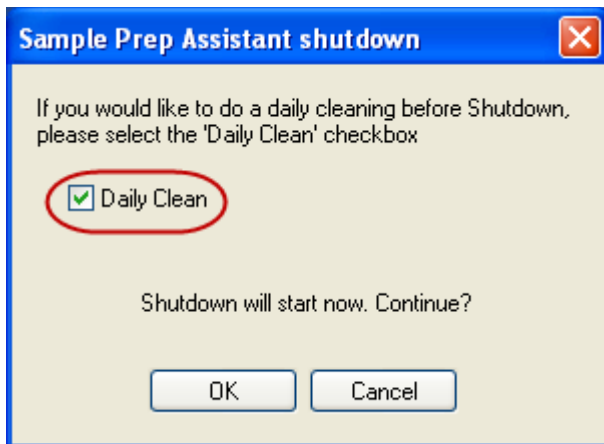 Sample Prep Assistant shutdown
If you would like to do a daily cleaning before Shutdown,
please select the 'Daily Clean' checkbox
Daily Clean
Shutdown will start now. Continue?
OK
Cancel